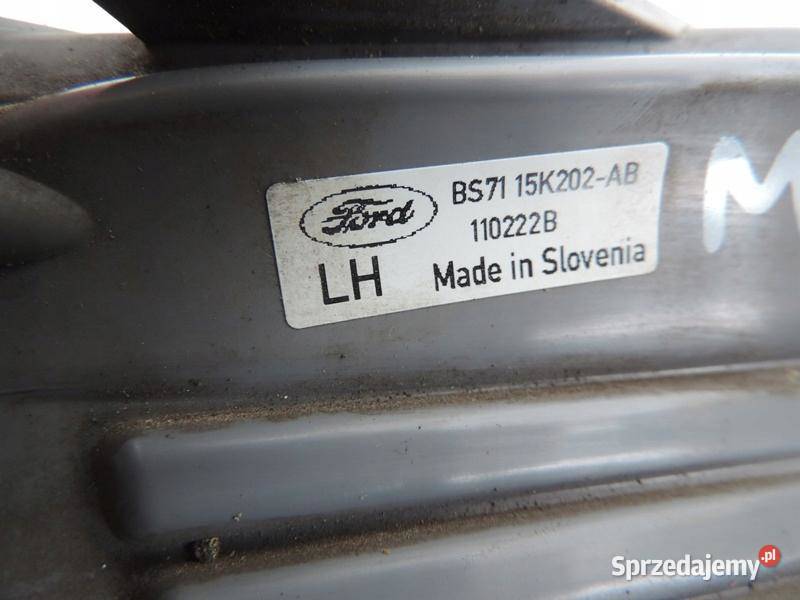 Ford
BS71 15K202-AB
110222B
LH
Made in Slovenia
M
Sprzedajemy.pl